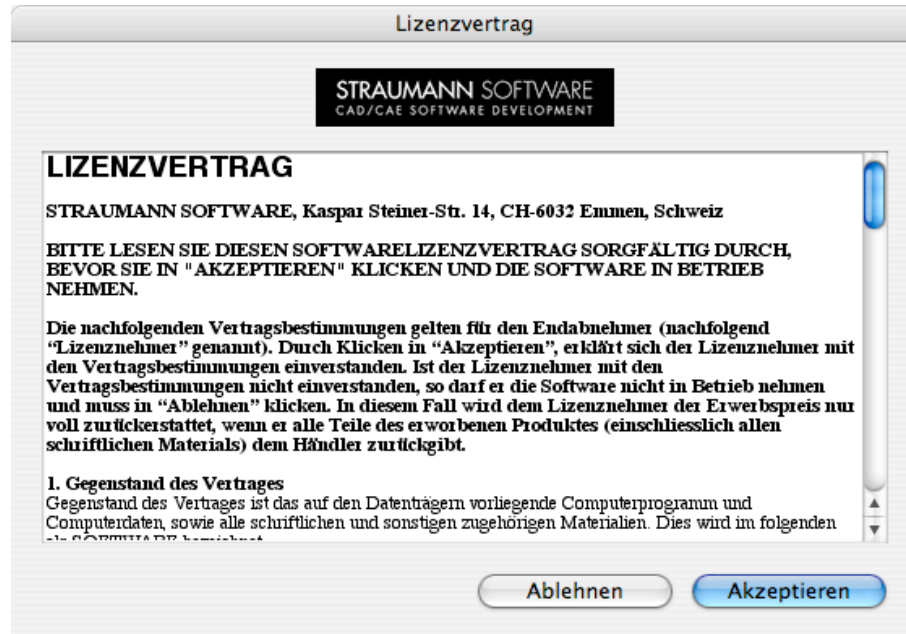 Lizenzvertrag
STRAUMANN SOFTWARE
CAD/CAE SOFTWARE DEVELOPMENT
LIZENZVERTRAG
STRAUMANN SOFTWARE, Kaspar Steiner-Str. 14, CH-6032 Emmen, Schweiz
BITTE LESEN SIE DIESEN SOFTWARELIZENZVERTRAG SORGFÄLTIG DURCH,
BEVOR SIE IN "AKZEPTIEREN" KLICKEN UND DIE SOFTWARE IN BETRIEB
NEHMEN.
Die nachfolgenden Vertragsbestimmungen gelten für den Endabnehmer (nachfolgend
“Lizenznehmer” genannt). Durch Klicken in “Akzeptieren”, erklärt sich der Lizenznehmer mit
den Vertragsbestimmungen einverstanden. Ist der Lizenznehmer mit den
Vertragsbestimmungen nicht einverstanden, so darf er die Software nicht in Betrieb nehmen
und muss in “Ablehnen” klicken. In diesem Fall wird dem Lizenznehmer der Erwerbspreis nur
voll zurückerstattet, wenn er alle Teile des erworbenen Produktes (einschliesslich allen
schriftlichen Materials) dem Händler zurückgibt.
1. Gegenstand des Vertrages
Gegenstand des Vertrages ist das auf den Datenträgern vorliegende Computerprogramm und
Computerdaten, sowie alle schriftlichen und sonstigen zugehörigen Materialien. Dies wird im folgenden
Ablehnen
Akzeptieren